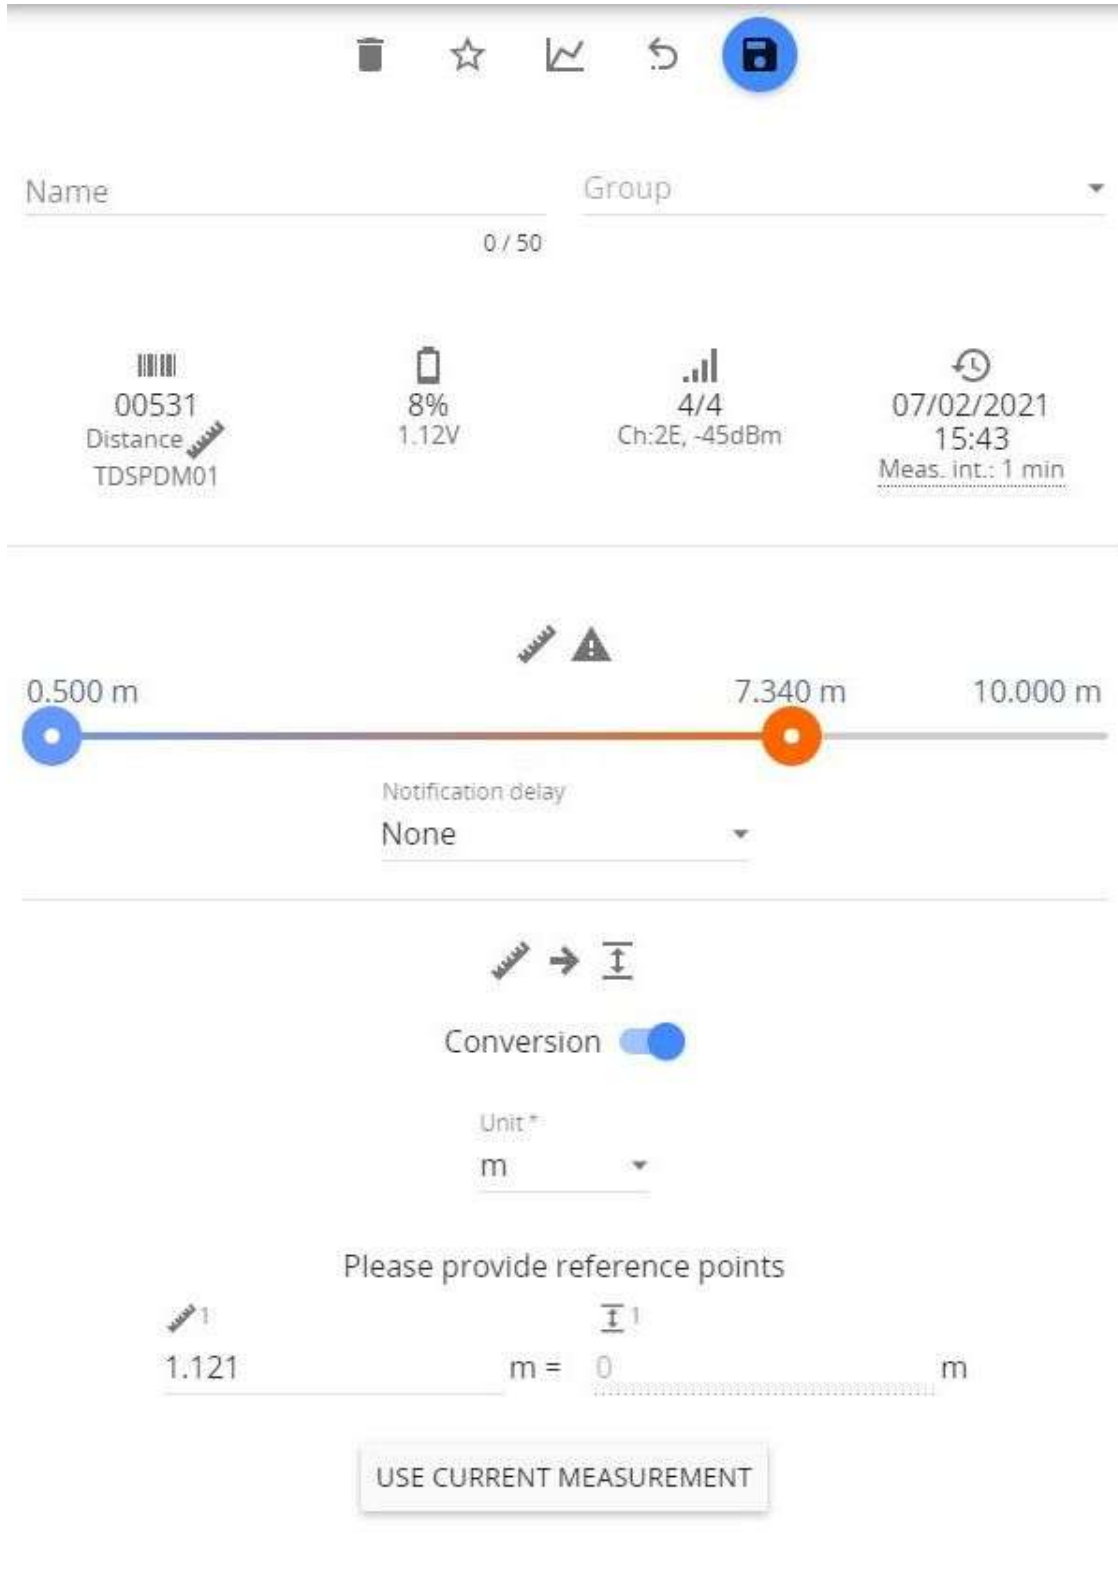 Name
Group
0 / 50
00531
Distance
TDSPDM01
8%
1.12V
4/4
Ch:2E, -45dBm
07/02/2021
15:43
Meas. int.: 1 min
0.500 m
7.340 m
10.000 m
Notification delay
None
Conversion
Unit *
m
Please provide reference points
1
1
1.121 m = 0 m
USE CURRENT MEASUREMENT